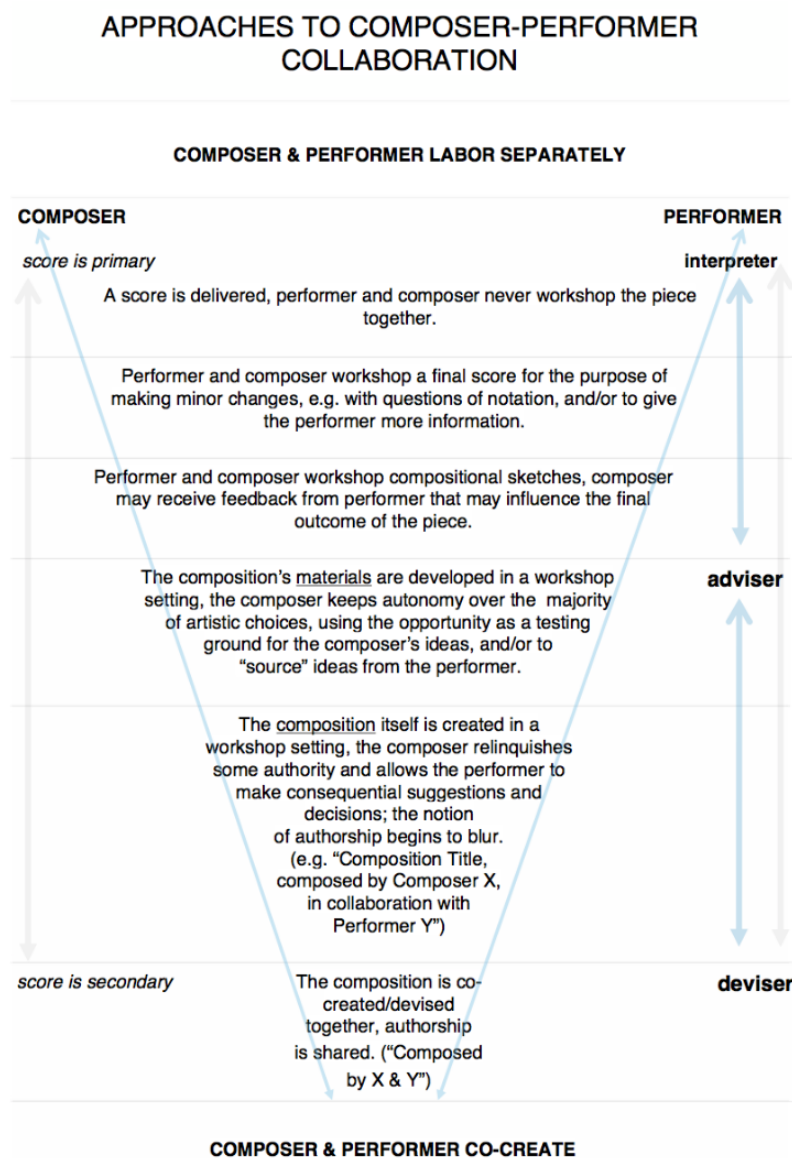 APPROACHES TO COMPOSER-PERFORMER
COLLABORATION
COMPOSER & PERFORMER LABOR SEPARATELY
COMPOSER
PERFORMER
score is primary
interpreter
A score is delivered, performer and composer never workshop the piece
together.
Performer and composer workshop a final score for the purpose of
making minor changes, e.g. with questions of notation, and/or to give
the performer more information.
Performer and composer workshop compositional sketches, composer
may receive feedback from performer that may influence the final
outcome of the piece.
The composition's materials are developed in a workshop
setting, the composer keeps autonomy over the majority
of artistic choices, using the opportunity as a testing
ground for the composer's ideas, and/or to
“source” ideas from the performer.
adviser
The composition itself is created in a
workshop setting, the composer relinquishes
some authority and allows the performer to
make consequential suggestions and
decisions; the notion
of authorship begins to blur.
(e.g. “Composition Title,
composed by Composer X,
in collaboration with
Performer Y”)
score is secondary
deviser
The composition is co-
created/devised
together, authorship
is shared. (“Composed
by X & Y”)
COMPOSER & PERFORMER CO-CREATE